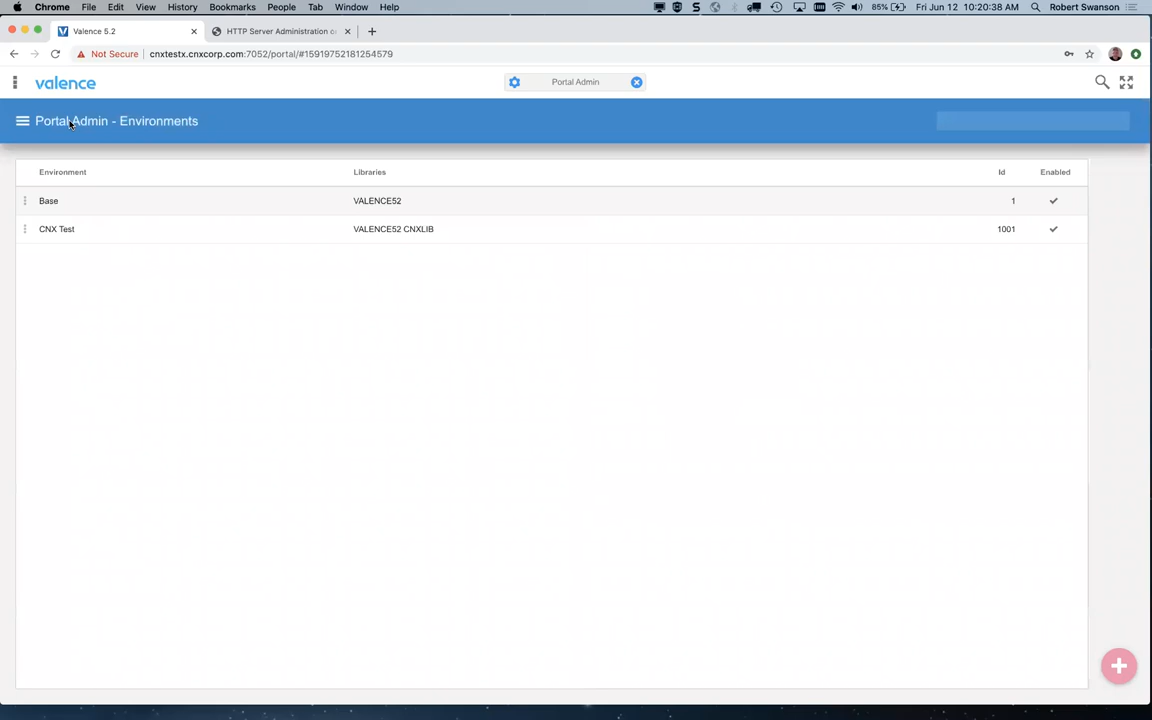 Chrome File Edit View History Bookmarks People Tab Window Help 85% Fri Jun 12 10:20:38 AM Robert Swanson
Valence 5.2 HTTP Server Administration o
Not Secure cnxtestx.cnxcorp.com:7052/portal/#15919752181264579
valence Portal Admin
Portal Admin - Environments
Environment Libraries Id Enabled
Base VALENCE52 1
CNX Test VALENCE52 CNXLIB 1001